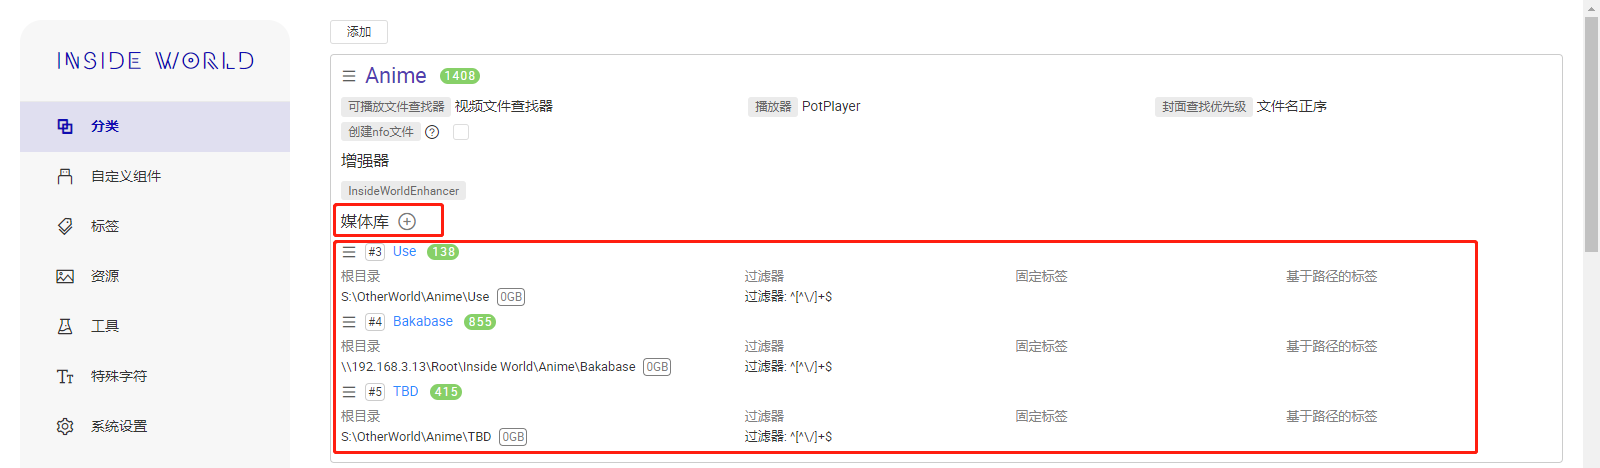 INSIDE WORLD
分类
自定义组件
标签
资源
工具
特殊字符
系统设置
添加
Anime 1408
可播放文件查找器 视频文件查找器 播放器 PotPlayer 封面查找优先级 文件名正序
创建nfo文件 ?
增强器
InsideWorldEnhancer
媒体库
#3 Use 138
根目录 过滤器 固定标签 基于路径的标签
S:\OtherWorld\Anime\Use 0GB 过滤器: ^[^\/]+$
#4 Bakabase 855
根目录 过滤器 固定标签 基于路径的标签
\\192.168.3.13\Root\Inside World\Anime\Bakabase 0GB 过滤器: ^[^\/]+$
#5 TBD 415
根目录 过滤器 固定标签 基于路径的标签
S:\OtherWorld\Anime\TBD 0GB 过滤器: ^[^\/]+$